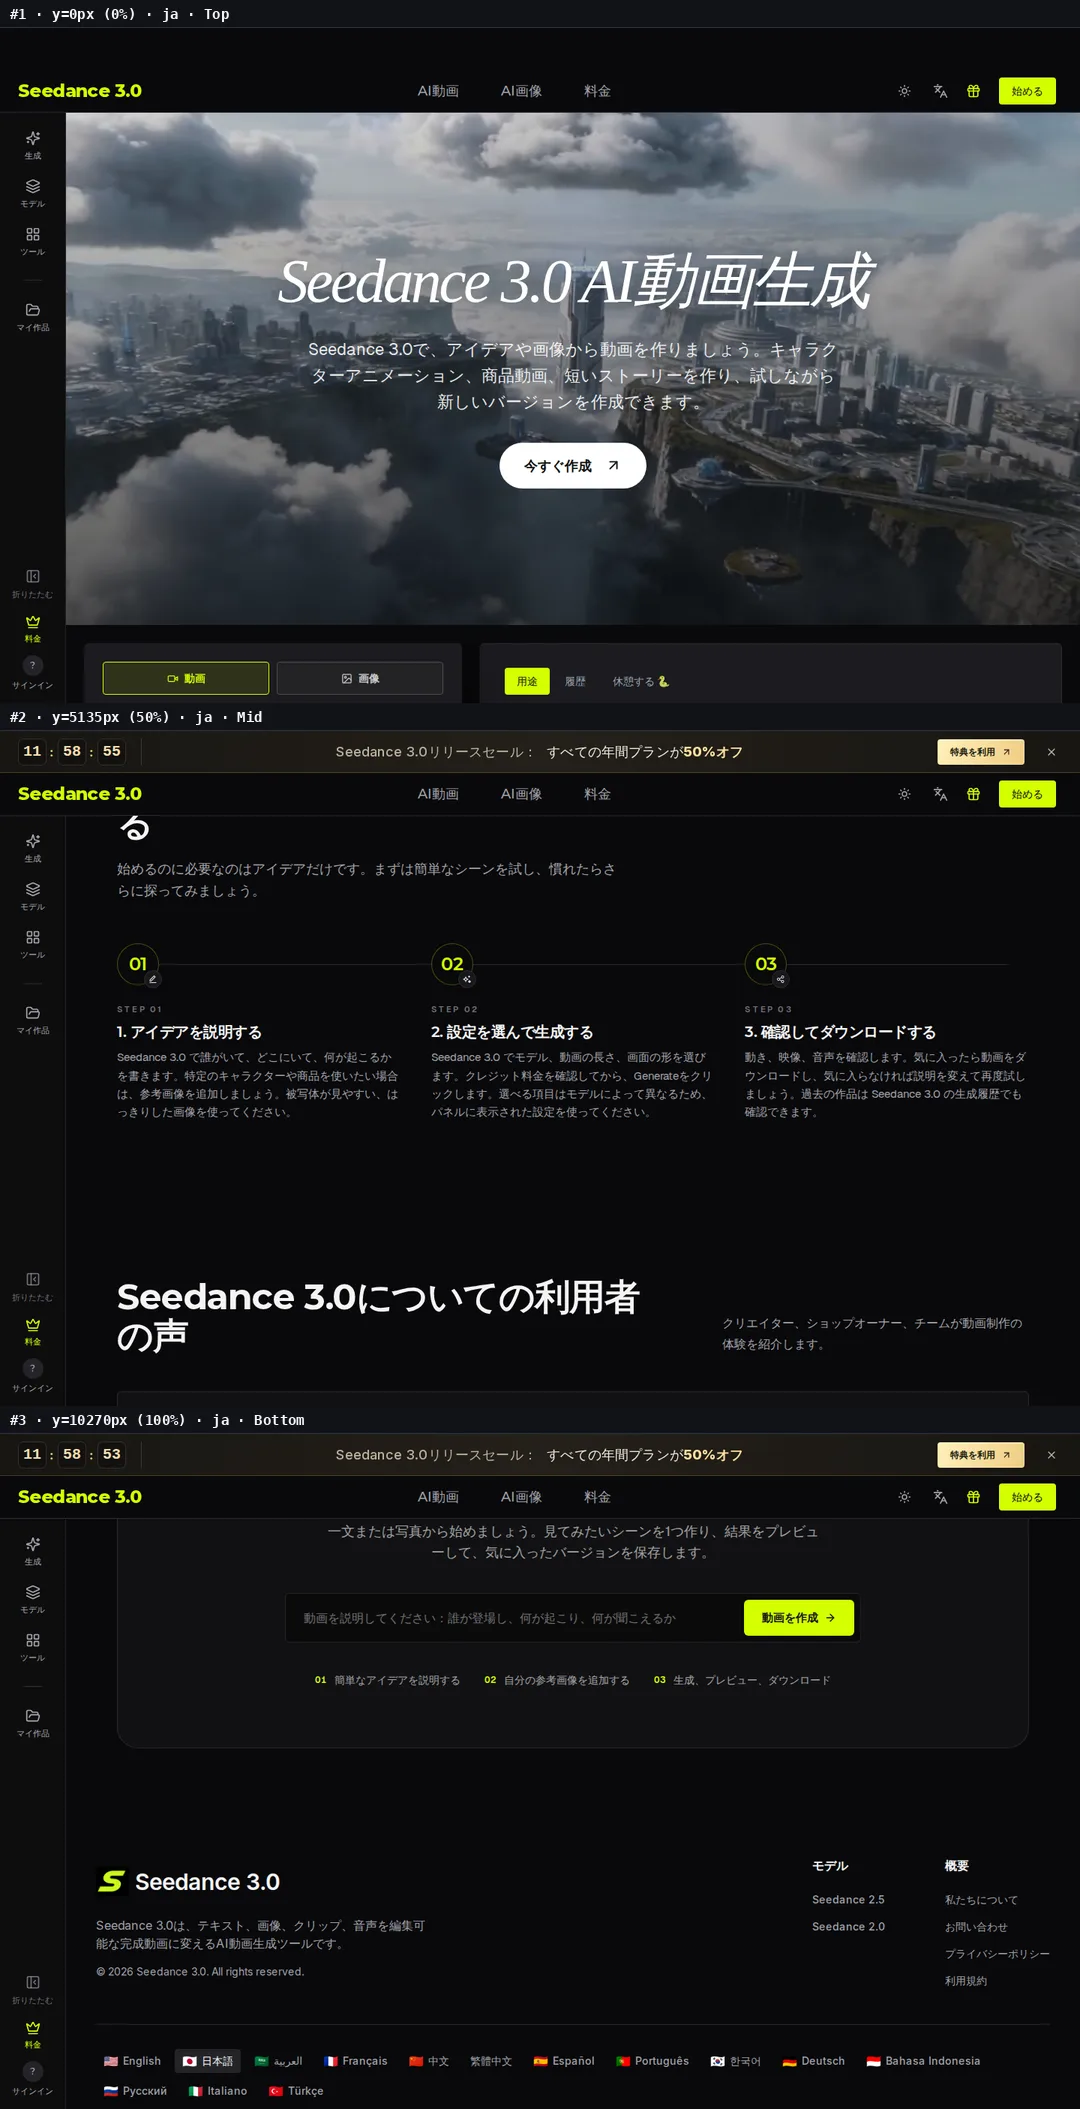 #1 · y=0px (0%) · ja · Top
Seedance 3.0
AI動画
AI画像
料金
始める
生成
モデル
ツール
マイ作品
Seedance 3.0 AI動画生成
Seedance 3.0で、アイデアや画像から動画を作りましょう。キャラク
ターアニメーション、商品動画、短いストーリーを作り、試しながら
新しいバージョンを作成できます。
今すぐ作成
折りたたむ
料金
?
サインイン
動画
画像
用途
履歴
休憩する
#2 · y=5135px (50%) · ja · Mid
11 : 58 : 55
Seedance 3.0リリースセール： すべての年間プランが50%オフ
特典を利用
Seedance 3.0
AI動画
AI画像
料金
始める
生成
モデル
ツール
マイ作品
る
始めるのに必要なのはアイデアだけです。まずは簡単なシーンを試し、慣れたらさ
らに探ってみましょう。
01
STEP 01
1. アイデアを説明する
Seedance 3.0 で誰がいて、どこにいて、何が起こるか
を書きます。特定のキャラクターや商品を使いたい場合
は、参考画像を追加しましょう。被写体が見やすい、は
っきりした画像を使ってください。
02
STEP 02
2. 設定を選んで生成する
Seedance 3.0 でモデル、動画の長さ、画面の形を選び
ます。クレジット料金を確認してから、Generateをクリ
ックします。選べる項目はモデルによって異なるため、
パネルに表示された設定を使ってください。
03
STEP 03
3. 確認してダウンロードする
動き、映像、音声を確認します。気に入ったら動画をダ
ウンロードし、気に入らなければ説明を変えて再度試し
ましょう。過去の作品は Seedance 3.0 の生成履歴でも
確認できます。
Seedance 3.0についての利用者
の声
クリエイター、ショップオーナー、チームが動画制作の
体験を紹介します。
折りたたむ
料金
?
サインイン
#3 · y=10270px (100%) · ja · Bottom
11 : 58 : 53
Seedance 3.0リリースセール： すべての年間プランが50%オフ
特典を利用
Seedance 3.0
AI動画
AI画像
料金
始める
生成
モデル
ツール
マイ作品
一文または写真から始めましょう。見てみたいシーンを1つ作り、結果をプレビュ
ーして、気に入ったバージョンを保存します。
動画を説明してください：誰が登場し、何が起こり、何が聞こえるか
動画を作成
01 簡単なアイデアを説明する
02 自分の参考画像を追加する
03 生成、プレビュー、ダウンロード
Seedance 3.0
Seedance 3.0は、テキスト、画像、クリップ、音声を編集可
能な完成動画に変えるAI動画生成ツールです。
© 2026 Seedance 3.0. All rights reserved.
モデル
Seedance 2.5
Seedance 2.0
概要
私たちについて
お問い合わせ
プライバシーポリシー
利用規約
折りたたむ
料金
?
サインイン
English
日本語
العربية
Français
中文
繁體中文
Español
Português
한국어
Deutsch
Bahasa Indonesia
Русский
Italiano
Türkçe